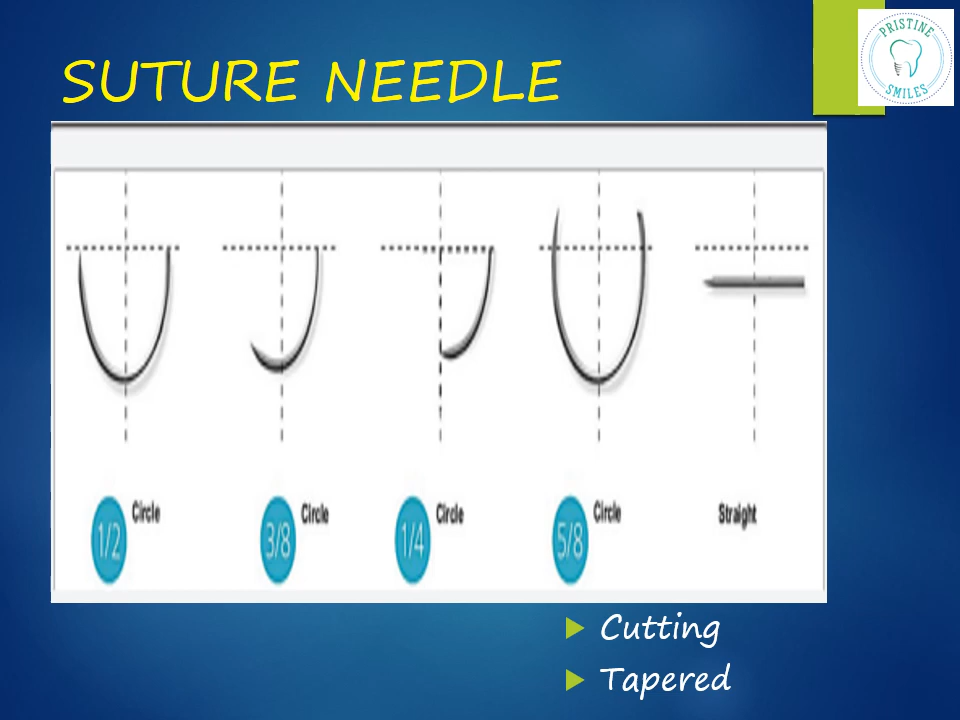 PRISTINE
SMILES
SUTURE NEEDLE
1/2 Circle
3/8 Circle
1/4 Circle
5/8 Circle
Straight
Cutting
Tapered